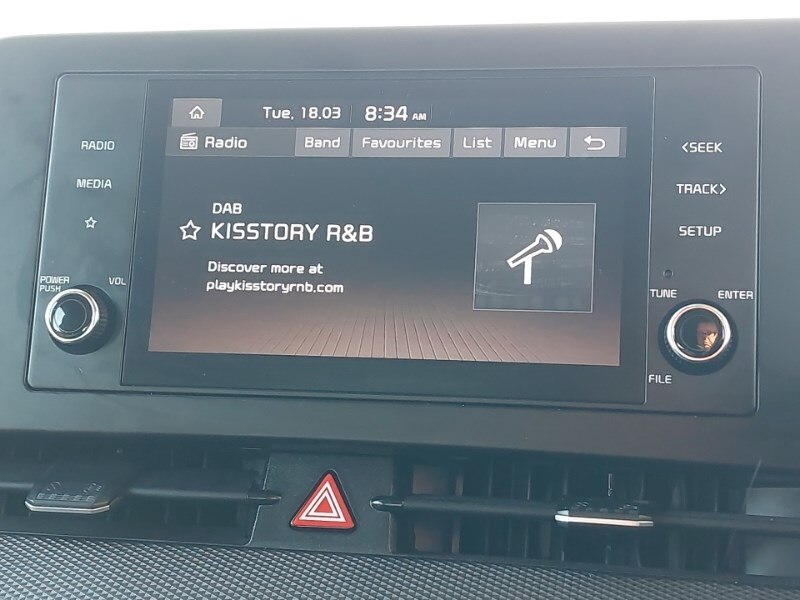 Tue, 18.03 8:34 AM
Radio Band Favourites List Menu
DAB
KISSTORY R&B
Discover more at
playkisstoryrnb.com
RADIO
MEDIA
POWER
PUSH
VOL
<SEEK
TRACK>
SETUP
TUNE
ENTER
FILE